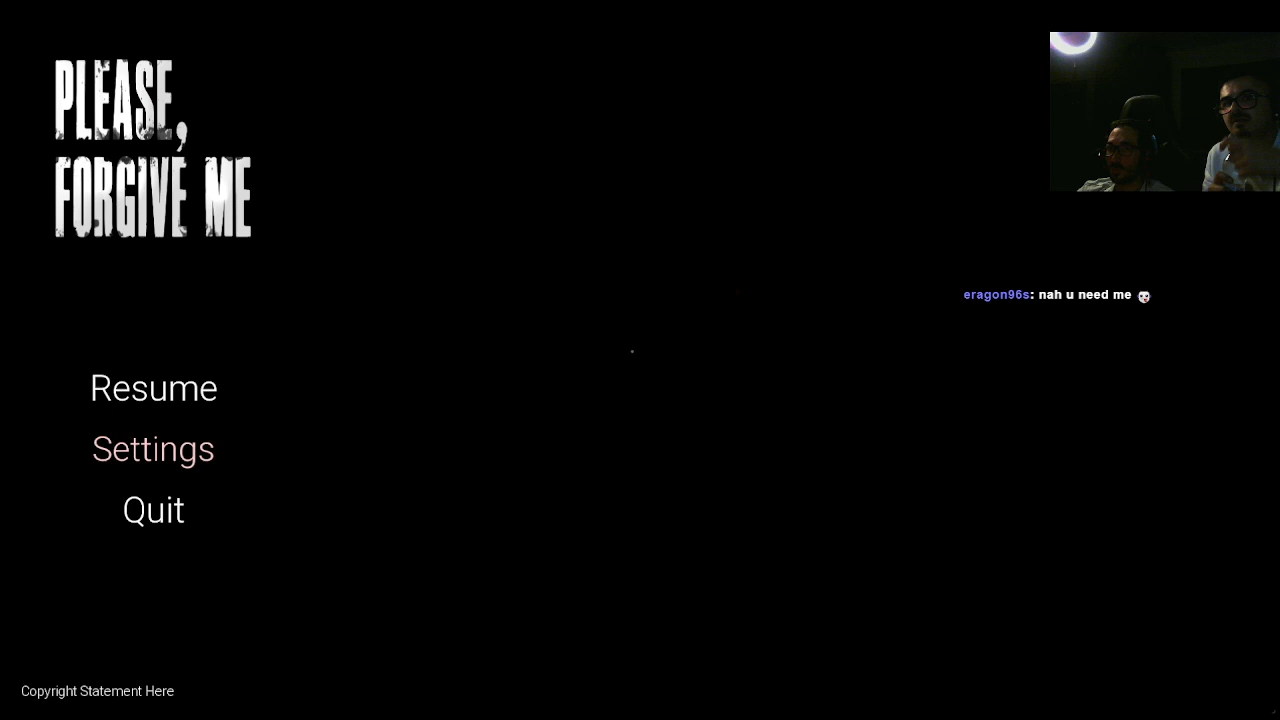 PLEASE,
FORGIVE ME
eragon96s: nah u need me
Resume
Settings
Quit
Copyright Statement Here